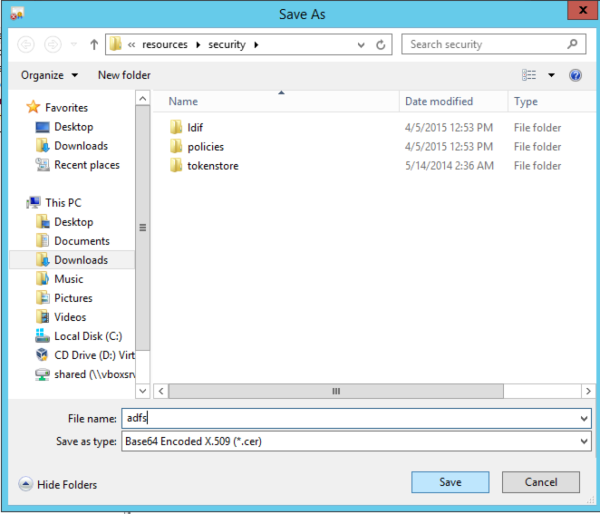 Save As
« resources security
Search security
Organize New folder
Name Date modified Type
Favorites
Desktop
Downloads
Recent places
This PC
Desktop
Documents
Downloads
Music
Pictures
Videos
Local Disk (C:)
CD Drive (D:) Virt
shared (\\vboxsrv
ldif 4/5/2015 12:53 PM File folder
policies 4/5/2015 12:53 PM File folder
tokenstore 5/14/2014 2:36 AM File folder
File name: adfs
Save as type: Base64 Encoded X.509 (*.cer)
Hide Folders Save Cancel